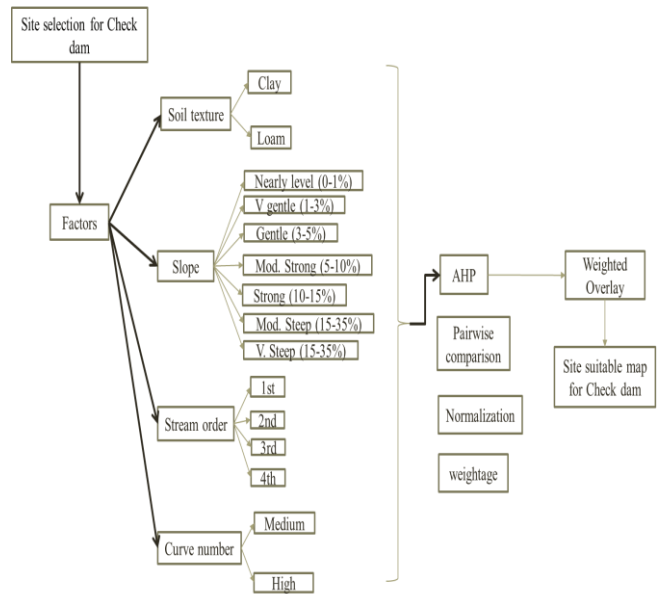 Site selection for Check
dam
Factors
Soil texture
Clay
Loam
Slope
Nearly level (0-1%)
V gentle (1-3%)
Gentle (3-5%)
Mod. Strong (5-10%)
Strong (10-15%)
Mod. Steep (15-35%)
V. Steep (15-35%)
Stream order
1st
2nd
3rd
4th
Curve number
Medium
High
AHP
Pairwise
comparison
Normalization
weightage
Weighted
Overlay
Site suitable map
for Check dam